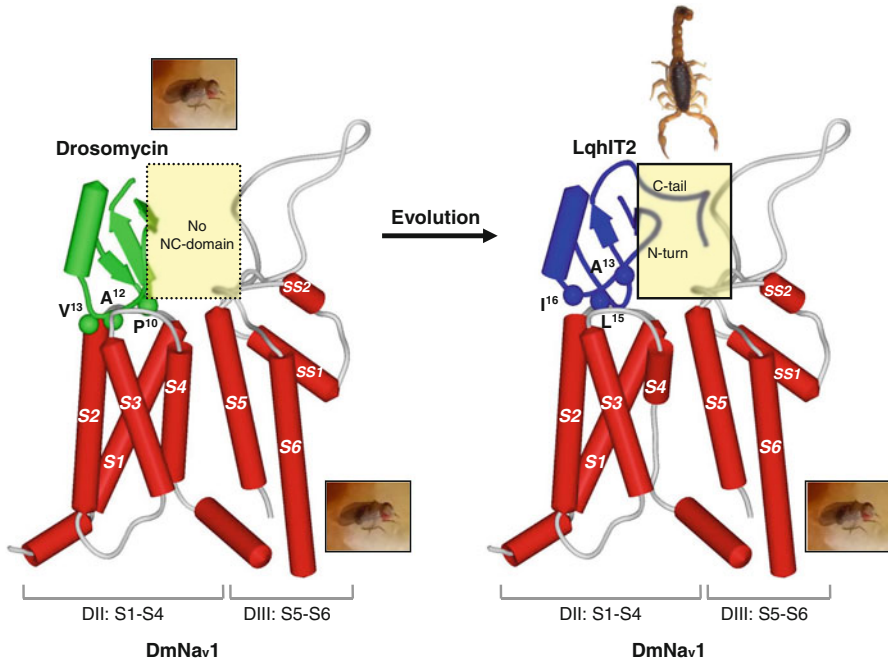 Drosomycin
No
NC-domain
V¹³
A¹²
P¹⁰
SS2
SS1
S2
S3
S4
S1
S5
S6
DII: S1-S4
DIII: S5-S6
DmNaᵥ1
Evolution
LqhIT2
C-tail
N-turn
A¹³
I¹⁶
L¹⁵
SS2
SS1
S2
S3
S4
S1
S5
S6
DII: S1-S4
DIII: S5-S6
DmNaᵥ1